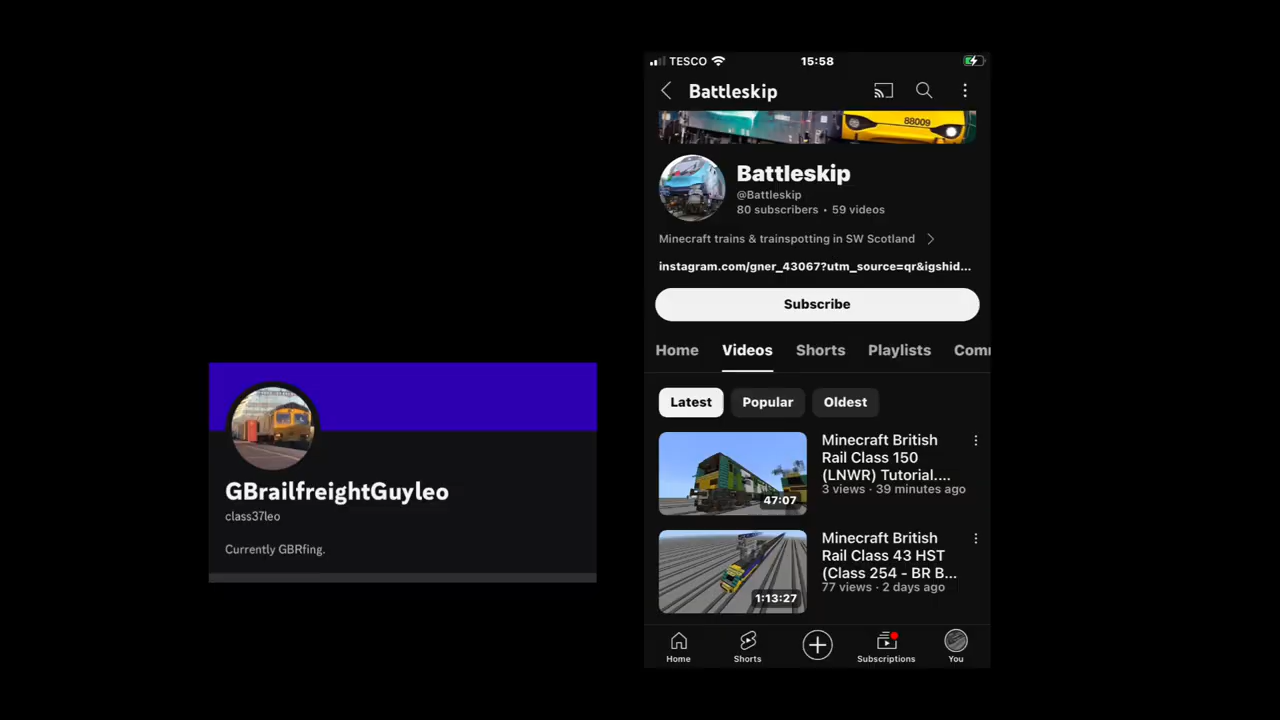 GBrailfreightGuyleo
class37leo
Currently GBRfing.
TESCO
15:58
Battleskip
88009
Battleskip
@Battleskip
80 subscribers • 59 videos
Minecraft trains & trainspotting in SW Scotland
instagram.com/gner_43067?utm_source=qr&igshid...
Subscribe
Home Videos Shorts Playlists Comm
Latest Popular Oldest
Minecraft British
Rail Class 150
(LNWR) Tutorial....
3 views · 39 minutes ago
47:07
Minecraft British
Rail Class 43 HST
(Class 254 - BR B...
77 views · 2 days ago
1:13:27
Home Shorts Subscriptions You